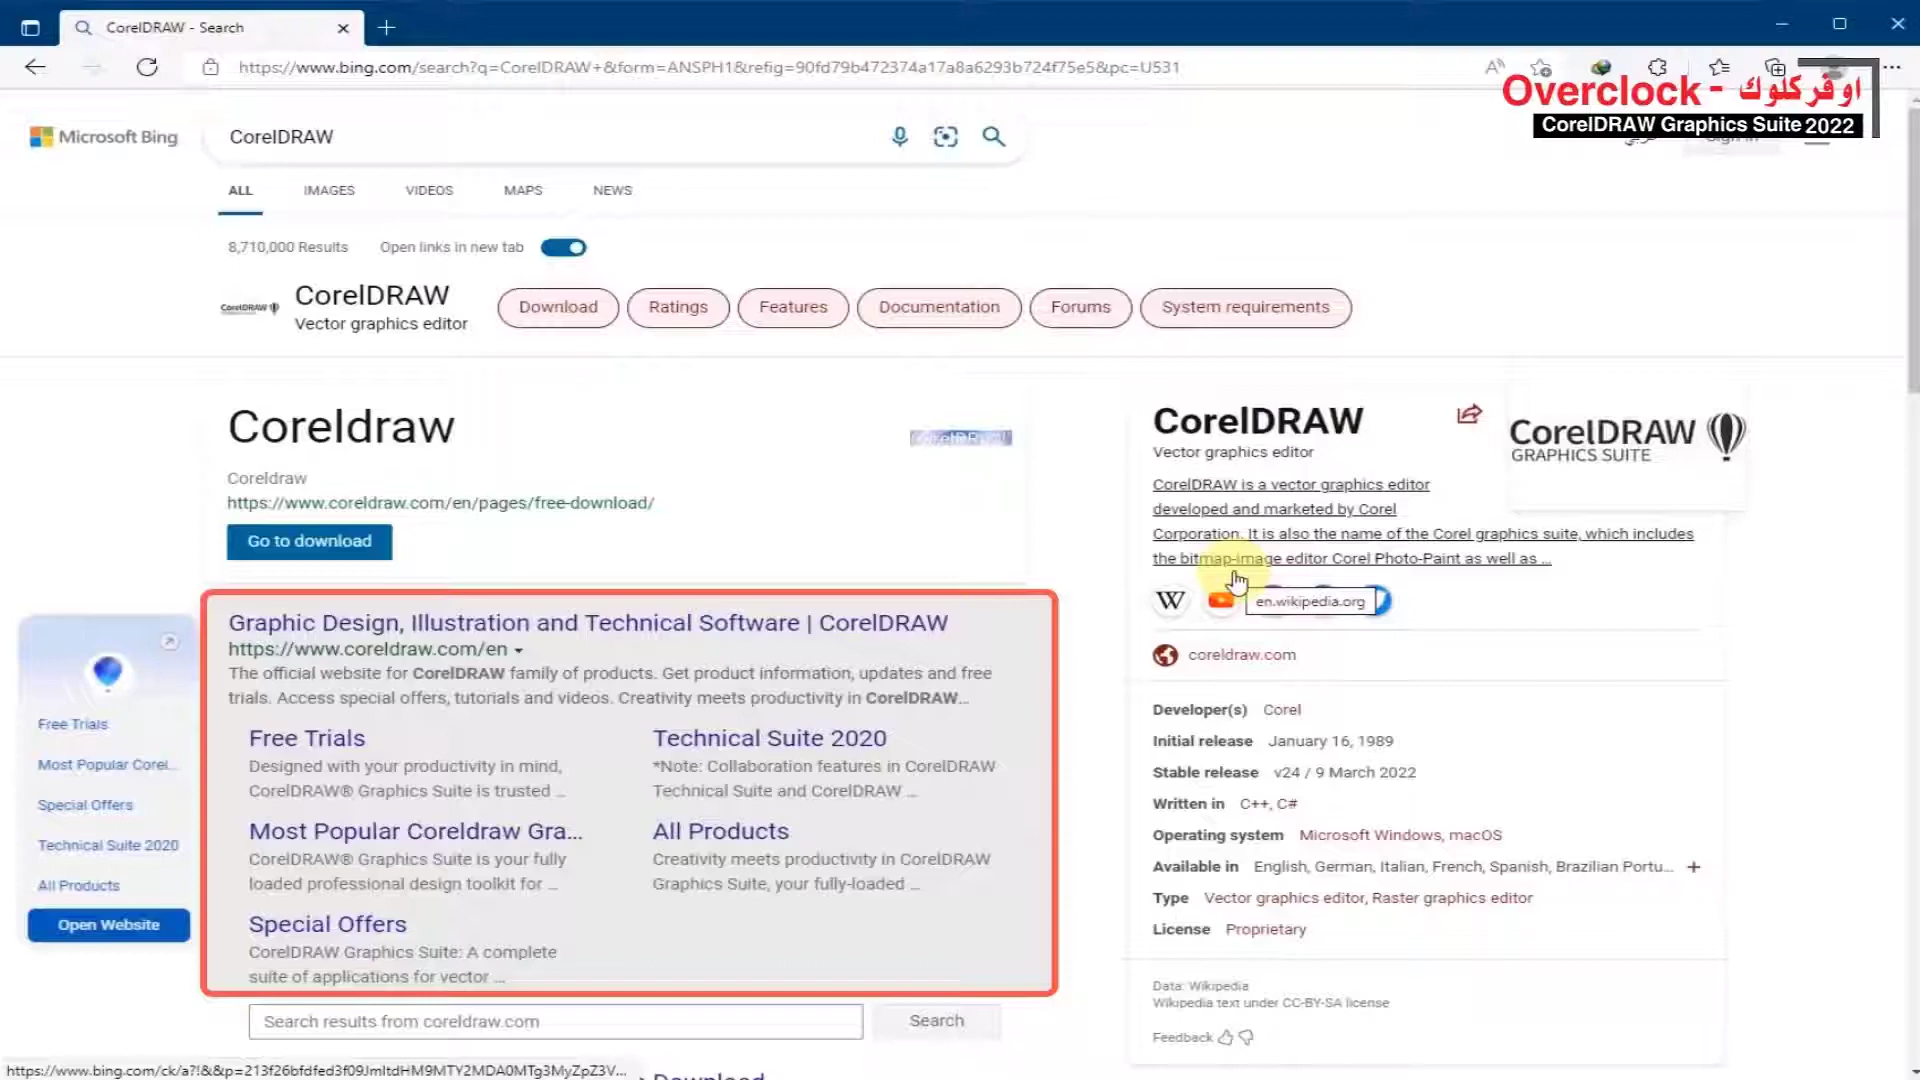 CorelDRAW - Search
https://www.bing.com/search?q=CorelDRAW+&form=ANSPH1&refig=90fd79b472374a17a8a6293b724f75e5&pc=U531
Overclock - اوفركلوك
CorelDRAW Graphics Suite 2022
Microsoft Bing
CorelDRAW
ALL
IMAGES
VIDEOS
MAPS
NEWS
8,710,000 Results
Open links in new tab
CorelDRAW
CorelDRAW
Vector graphics editor
Download
Ratings
Features
Documentation
Forums
System requirements
Coreldraw
Coreldraw
https://www.coreldraw.com/en/pages/free-download/
Go to download
Graphic Design, Illustration and Technical Software | CorelDRAW
https://www.coreldraw.com/en
The official website for CorelDRAW family of products. Get product information, updates and free
trials. Access special offers, tutorials and videos. Creativity meets productivity in CorelDRAW...
Free Trials
Designed with your productivity in mind,
CorelDRAW® Graphics Suite is trusted ...
Technical Suite 2020
*Note: Collaboration features in CorelDRAW
Technical Suite and CorelDRAW ...
Most Popular Coreldraw Gra...
CorelDRAW® Graphics Suite is your fully
loaded professional design toolkit for ...
All Products
Creativity meets productivity in CorelDRAW
Graphics Suite, your fully-loaded ...
Special Offers
CorelDRAW Graphics Suite: A complete
suite of applications for vector ...
Search results from coreldraw.com
Search
Free Trials
Most Popular Corel...
Special Offers
Technical Suite 2020
All Products
Open Website
CorelDRAW
Vector graphics editor
CorelDRAW
GRAPHICS SUITE
CorelDRAW is a vector graphics editor
developed and marketed by Corel
Corporation. It is also the name of the Corel graphics suite, which includes
the bitmap-image editor Corel Photo-Paint as well as ...
W
en.wikipedia.org
coreldraw.com
Developer(s) Corel
Initial release January 16, 1989
Stable release v24 / 9 March 2022
Written in C++, C#
Operating system Microsoft Windows, macOS
Available in English, German, Italian, French, Spanish, Brazilian Portu...
Type Vector graphics editor, Raster graphics editor
License Proprietary
Data: Wikipedia
Wikipedia text under CC-BY-SA license
Feedback